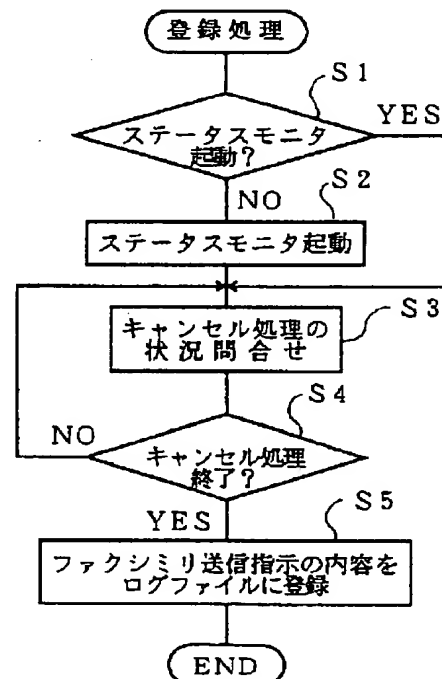 登録処理
S1
YES
ステータスモニタ
起動?
NO
S2
ステータスモニタ起動
S3
キャンセル処理の
状況問合せ
S4
NO
キャンセル処理
終了?
YES
S5
ファクシミリ送信指示の内容を
ログファイルに登録
END